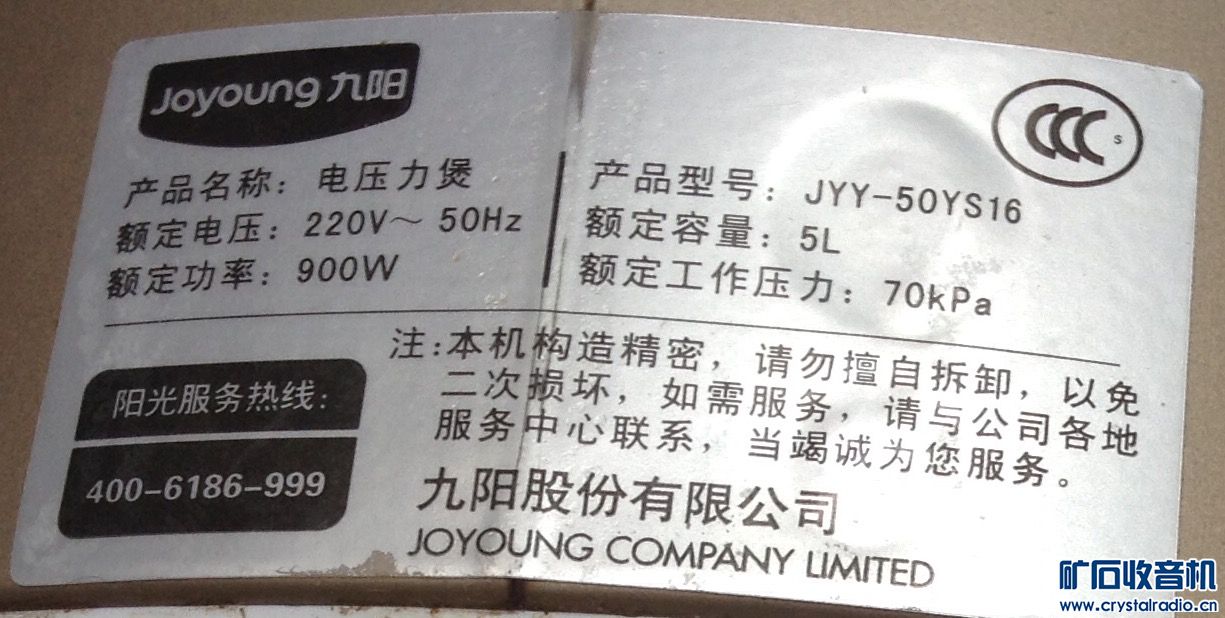 Joyoung 九阳
CCC S
产品名称：电压力煲
额定电压：220V～ 50Hz
额定功率：900W
产品型号：JYY-50YS16
额定容量：5L
额定工作压力：70kPa
注:本机构造精密，请勿擅自拆卸，以免
二次损坏，如需服务，请与公司各地
服务中心联系，当竭诚为您服务。
阳光服务热线：
400-6186-999
九阳股份有限公司
JOYOUNG COMPANY LIMITED
矿石收音机
www.crystalradio.cn